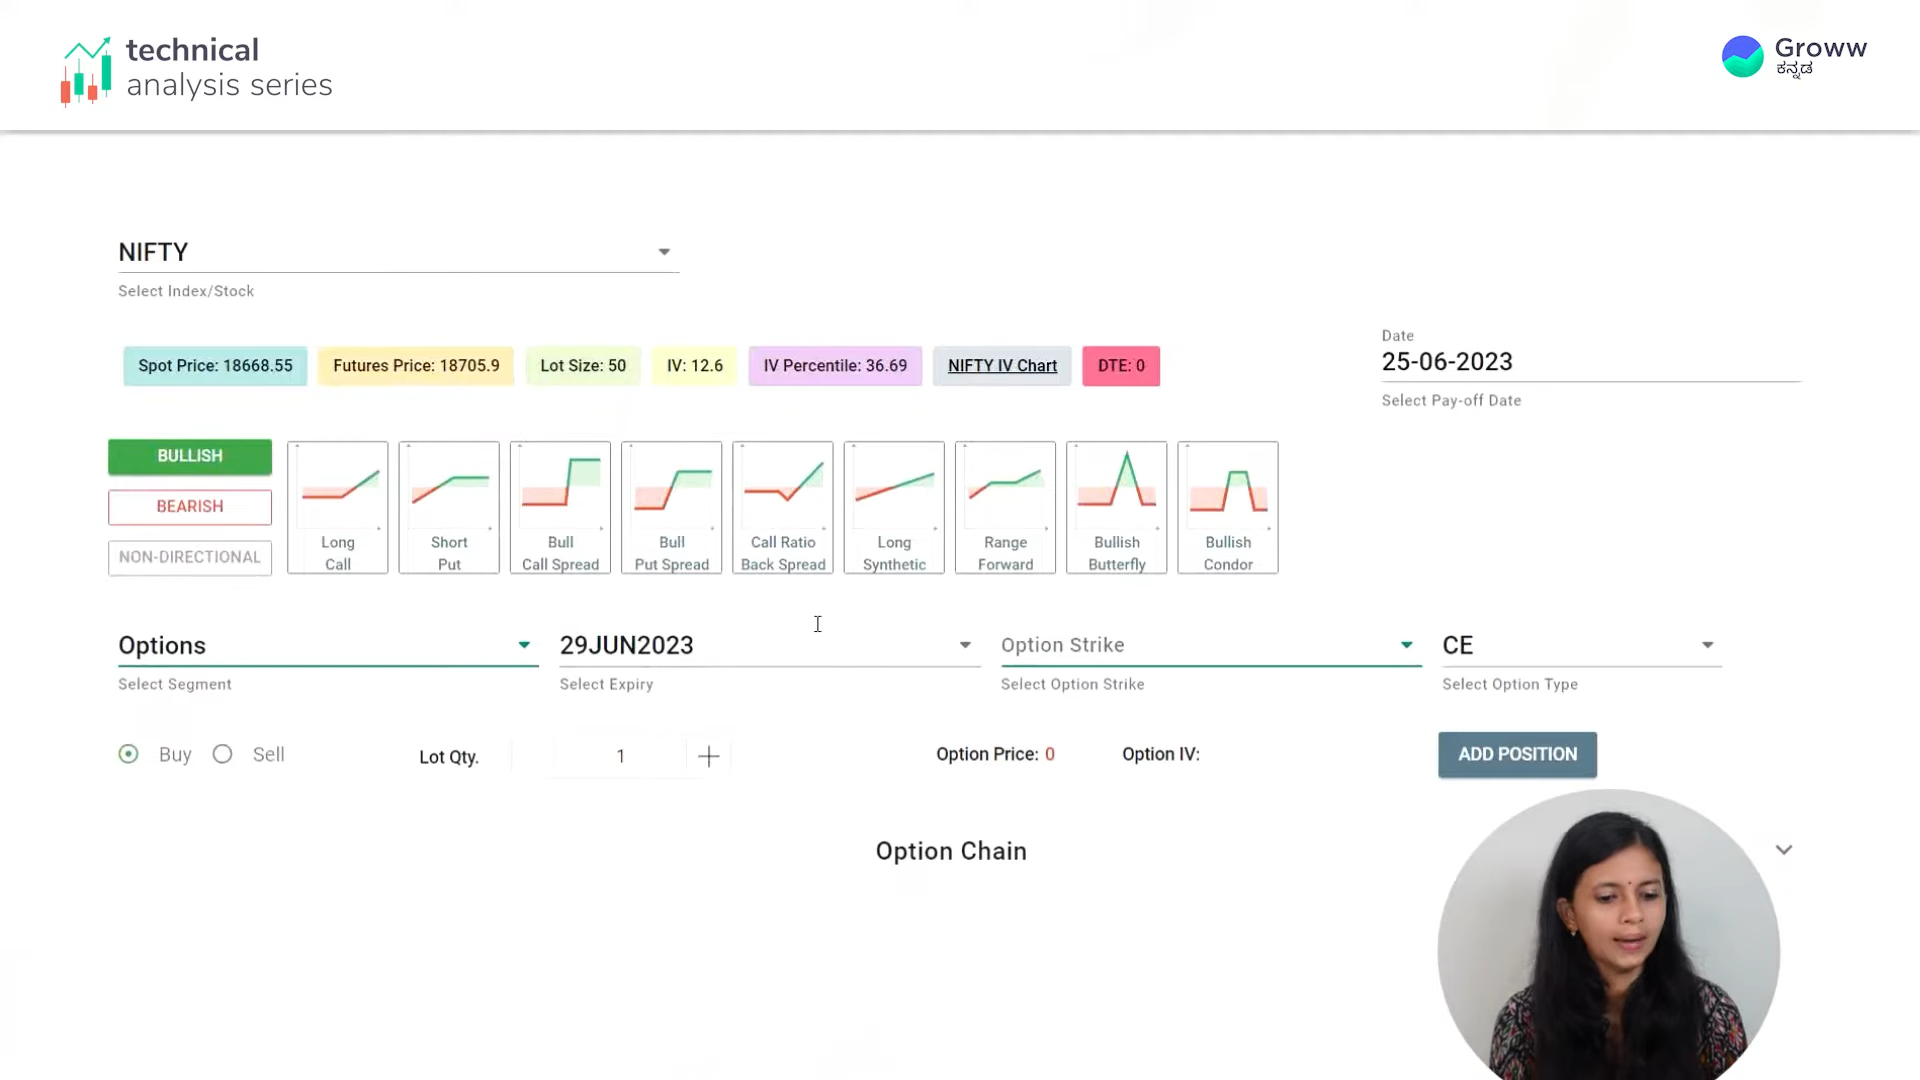 technical
analysis series
Groww
ಕನ್ನಡ
NIFTY
Select Index/Stock
Spot Price: 18668.55
Futures Price: 18705.9
Lot Size: 50
IV: 12.6
IV Percentile: 36.69
NIFTY IV Chart
DTE: 0
Date
25-06-2023
Select Pay-off Date
BULLISH
BEARISH
NON-DIRECTIONAL
Long
Call
Short
Put
Bull
Call Spread
Bull
Put Spread
Call Ratio
Back Spread
Long
Synthetic
Range
Forward
Bullish
Butterfly
Bullish
Condor
Options
Select Segment
29JUN2023
Select Expiry
Option Strike
Select Option Strike
CE
Select Option Type
Buy
Sell
Lot Qty.
1
Option Price: 0
Option IV:
ADD POSITION
Option Chain